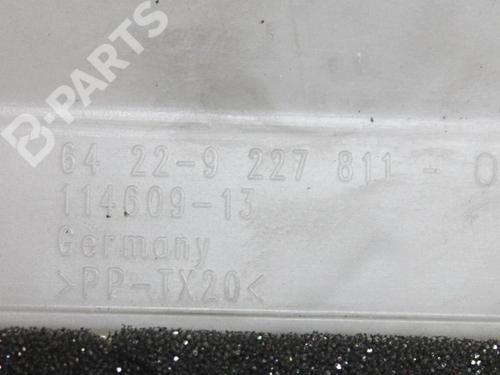 B-PARTS
64 22-9 227 811 - 0
114609-13
Germany
>PP-TX20<